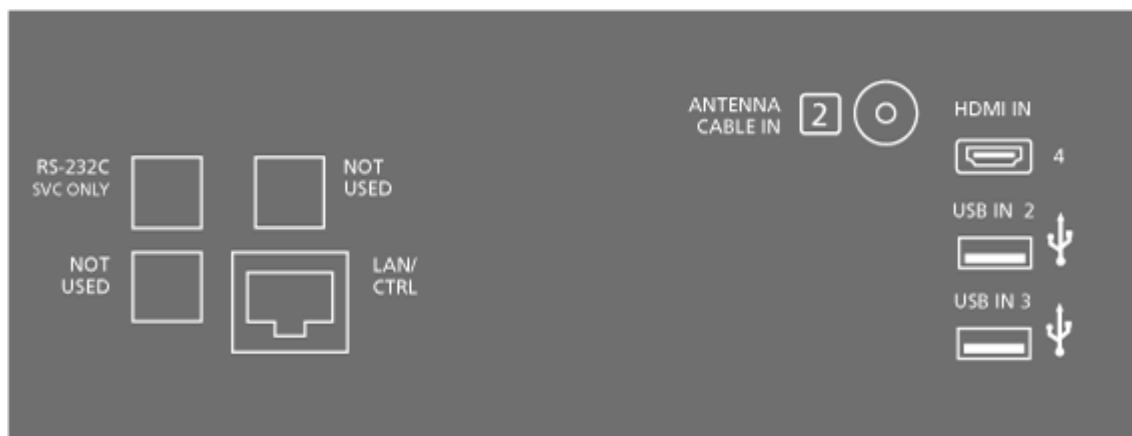 RS-232C
SVC ONLY
NOT
USED
NOT
USED
LAN/
CTRL
ANTENNA
CABLE IN
2
HDMI IN
4
USB IN 2
USB IN 3